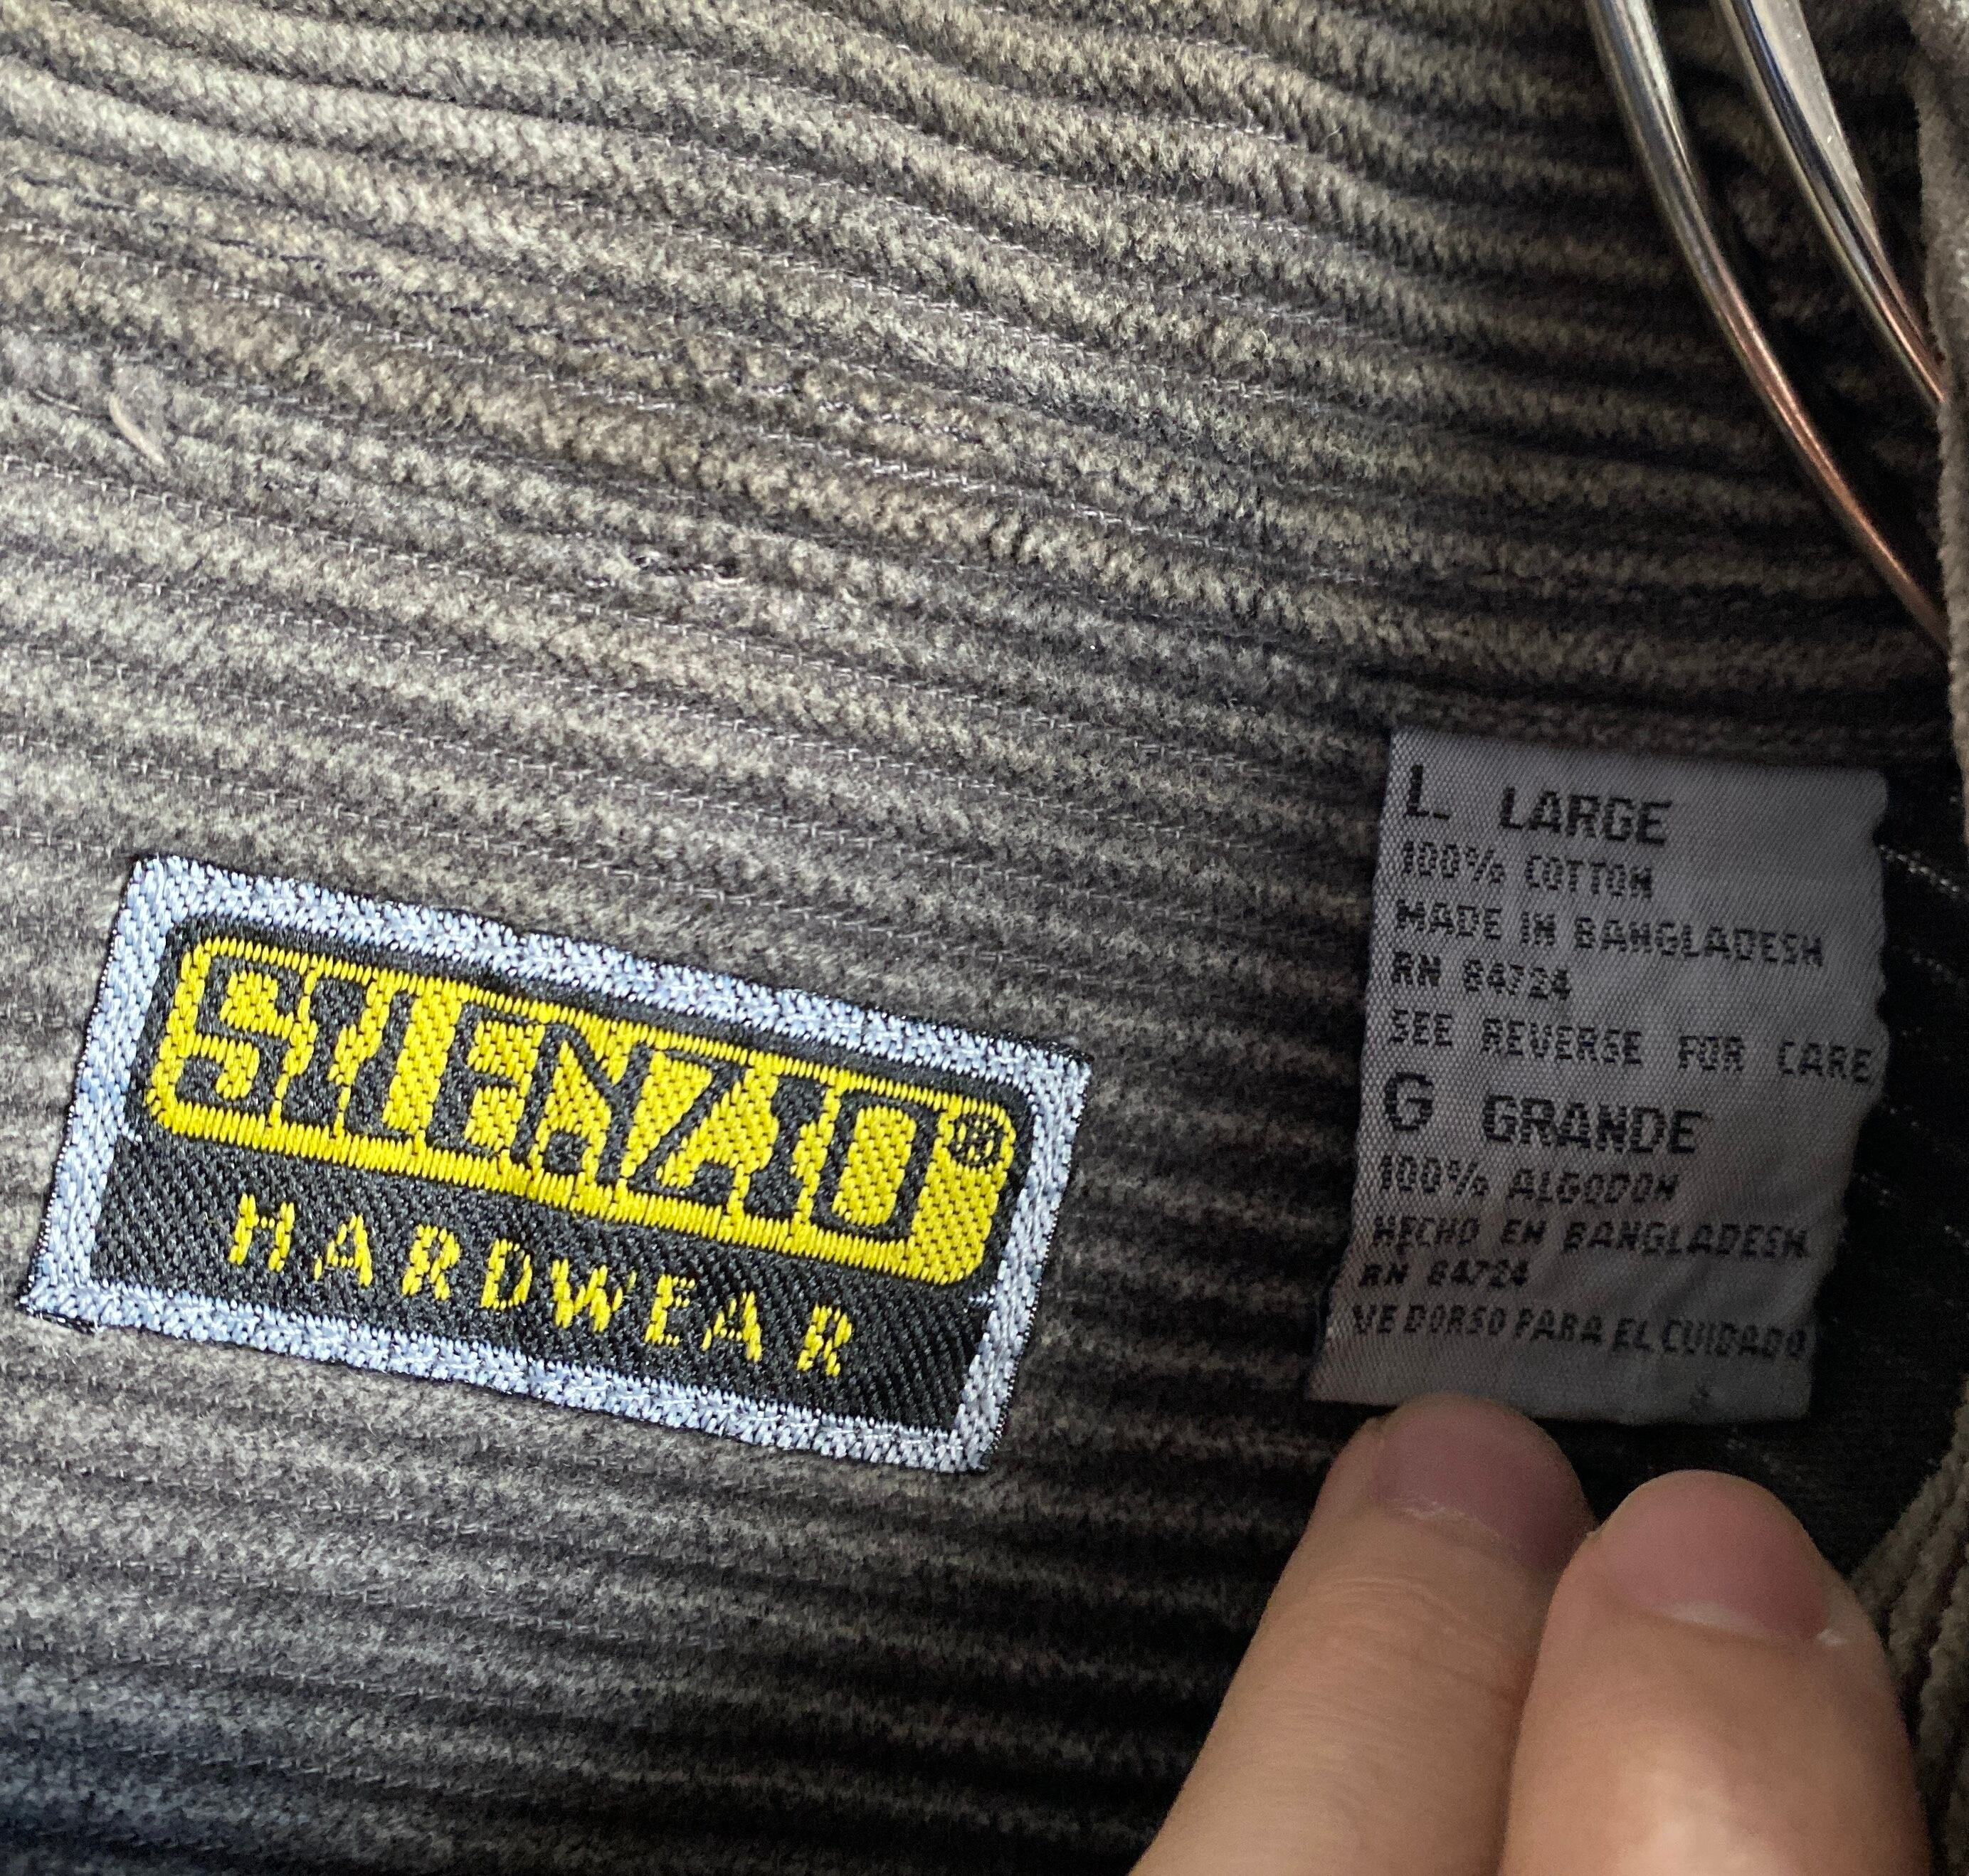 SHENZAO®
HARDWEAR
L LARGE
100% COTTON
MADE IN BANGLADESH
RN 84724
SEE REVERSE FOR CARE
G GRANDE
100% ALGODON
HECHO EN BANGLADESH
RN 84724
VE DORSO PARA EL CUIDADO